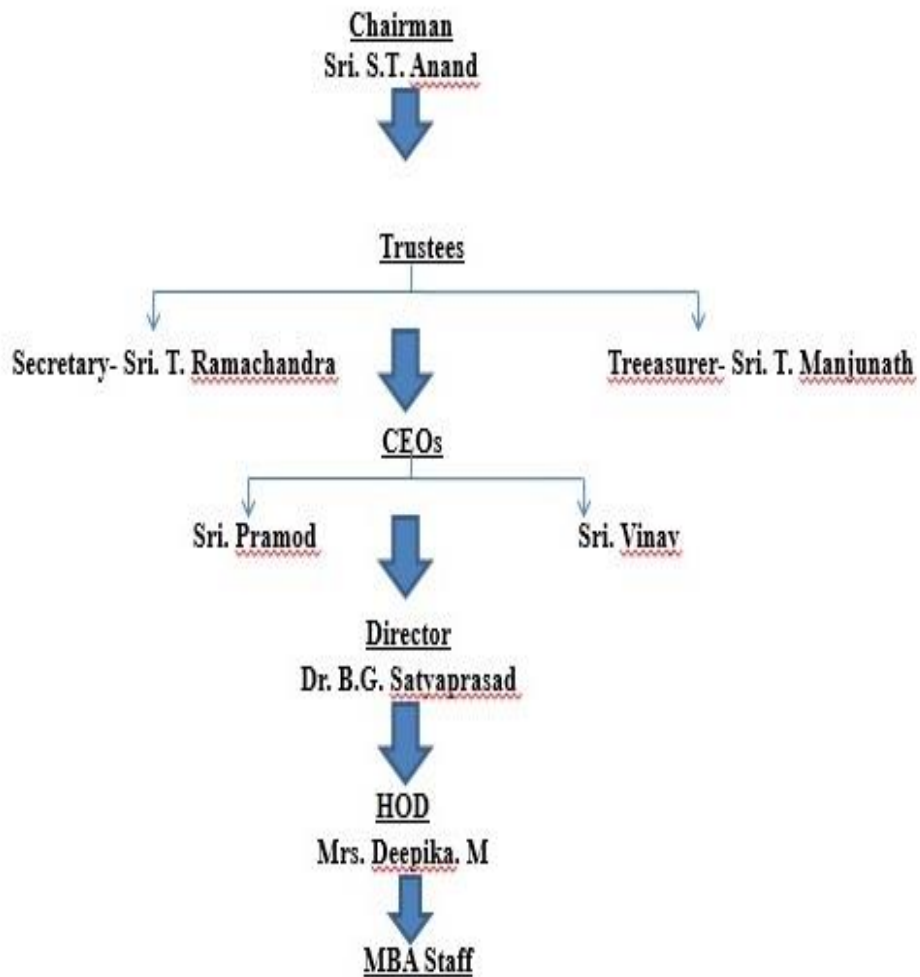 Chairman
Sri. S.T. Anand
Trustees
Secretary- Sri. T. Ramachandra
Treeasurer- Sri. T. Manjunath
CEOs
Sri. Pramod
Sri. Vinay
Director
Dr. B.G. Satyaprasad
HOD
Mrs. Deepika. M
MBA Staff